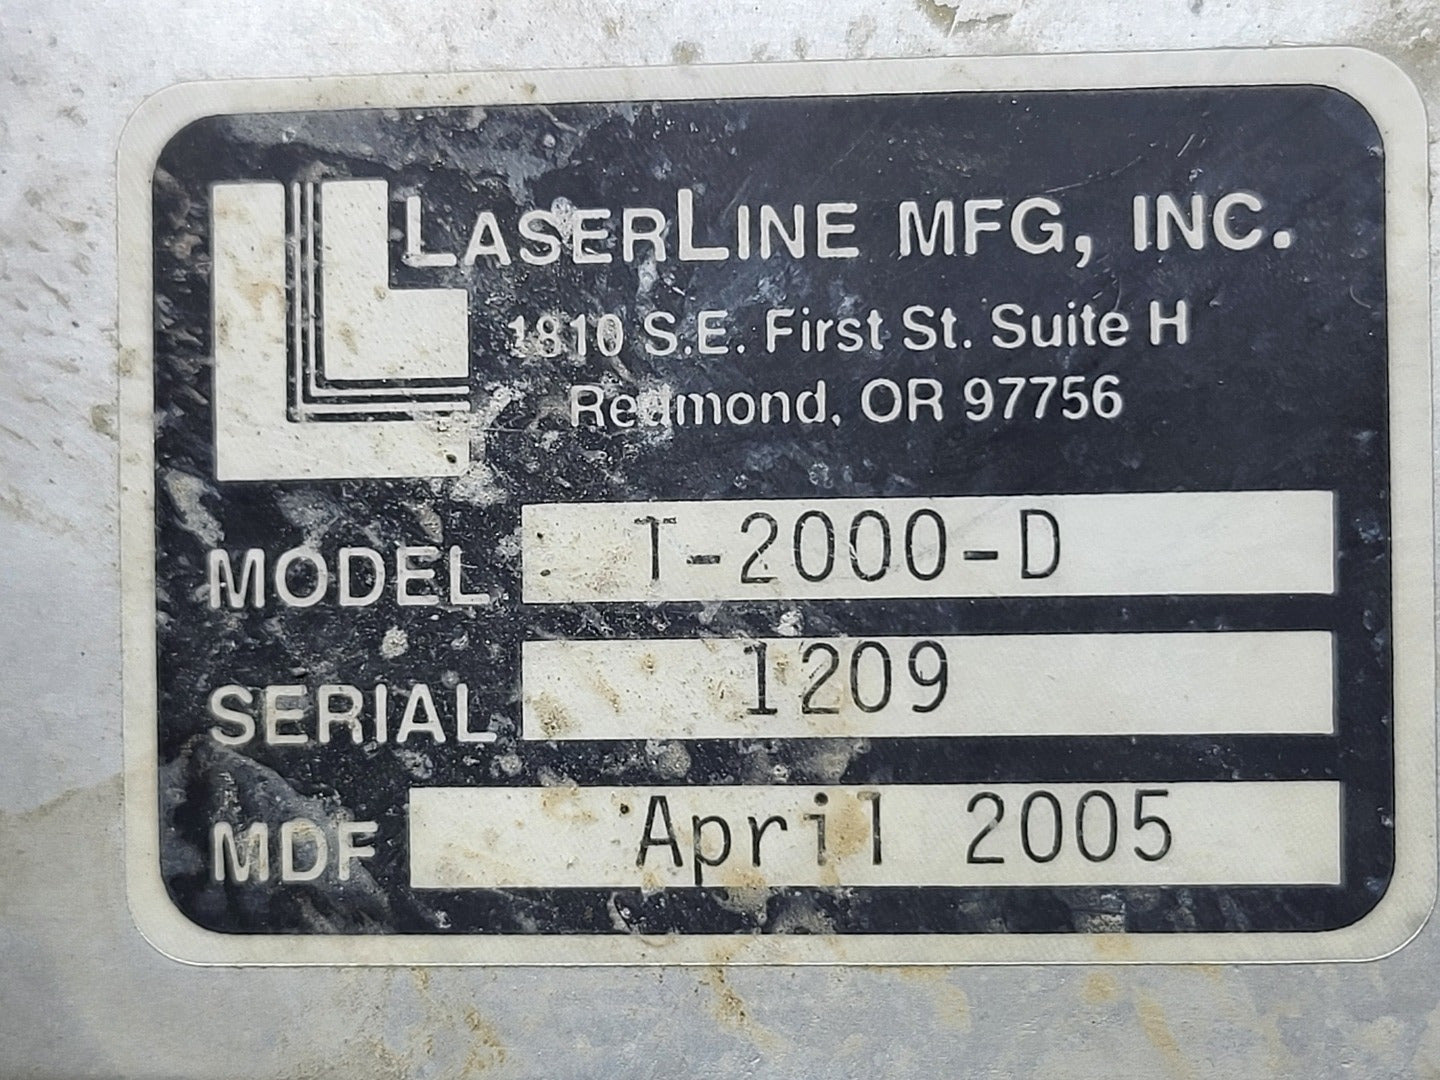 LASERLINE MFG, INC.
1810 S.E. First St. Suite H
Redmond, OR 97756
MODEL T-2000-D
SERIAL 1209
MDF April 2005